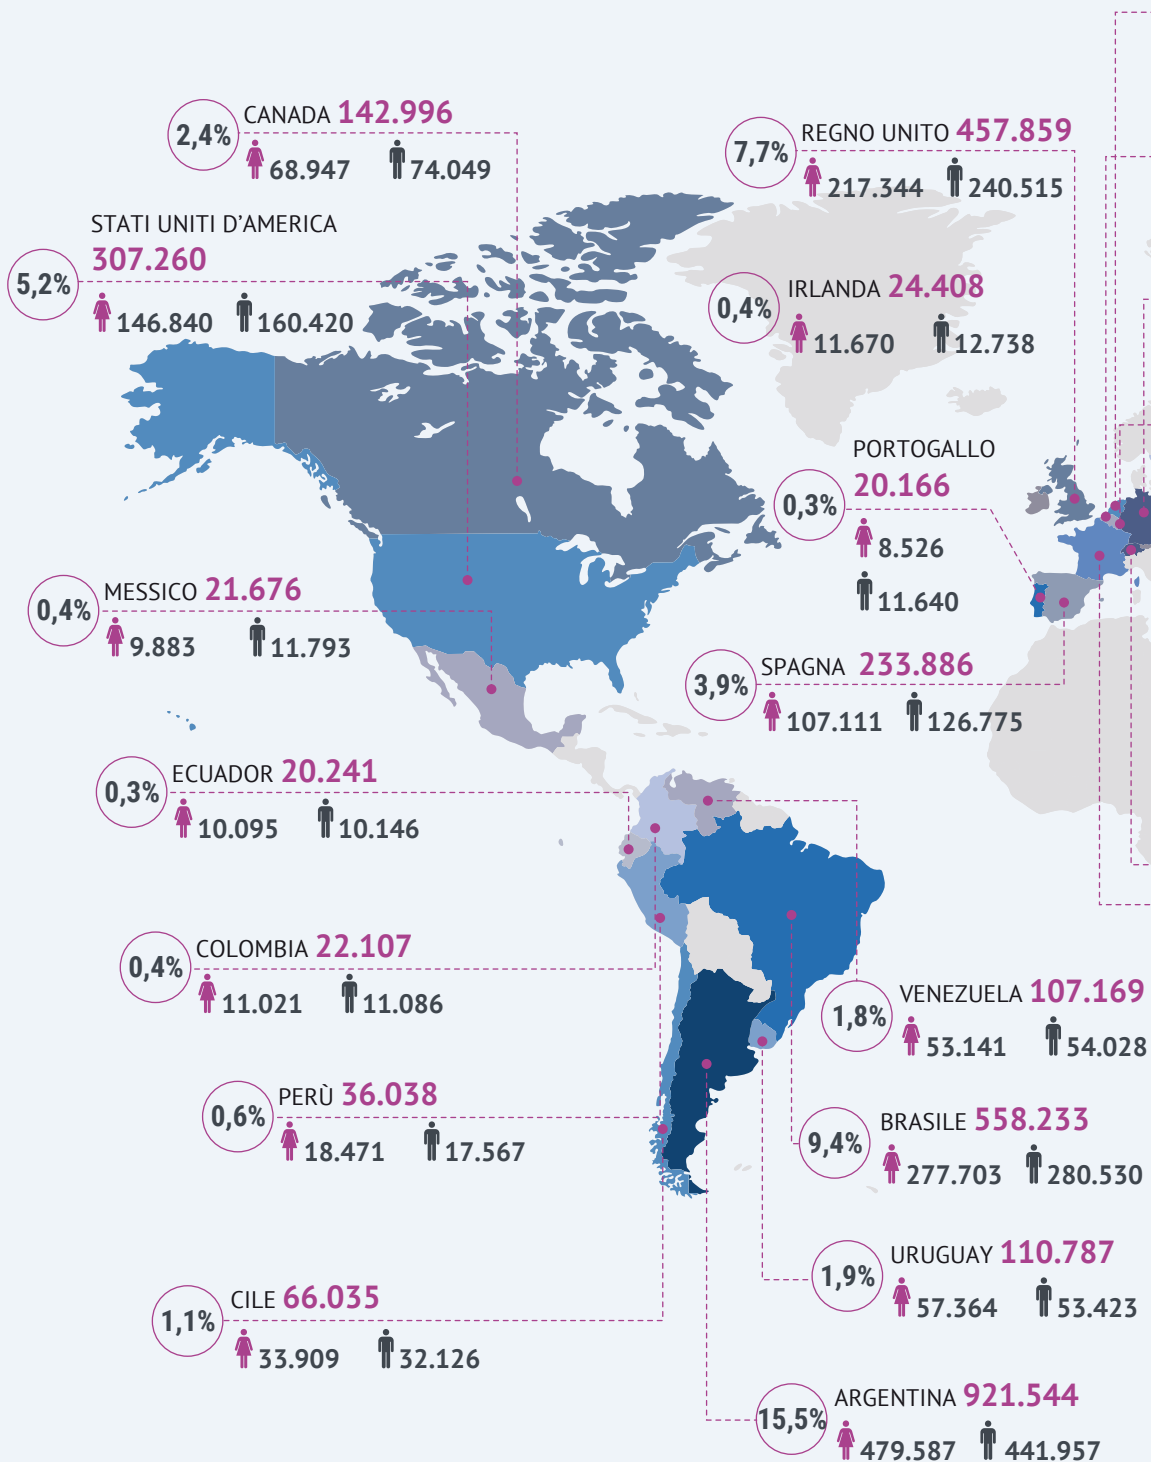 CANADA 142.996
2,4%
68.947 74.049
STATI UNITI D’AMERICA
307.260
5,2%
146.840 160.420
REGNO UNITO 457.859
7,7%
217.344 240.515
IRLANDA 24.408
0,4%
11.670 12.738
PORTOGALLO
20.166
0,3%
8.526
11.640
MESSICO 21.676
0,4%
9.883 11.793
SPAGNA 233.886
3,9%
107.111 126.775
ECUADOR 20.241
0,3%
10.095 10.146
COLOMBIA 22.107
0,4%
11.021 11.086
VENEZUELA 107.169
1,8%
53.141 54.028
PERÙ 36.038
0,6%
18.471 17.567
BRASILE 558.233
9,4%
277.703 280.530
URUGUAY 110.787
1,9%
57.364 53.423
CILE 66.035
1,1%
33.909 32.126
ARGENTINA 921.544
15,5%
479.587 441.957